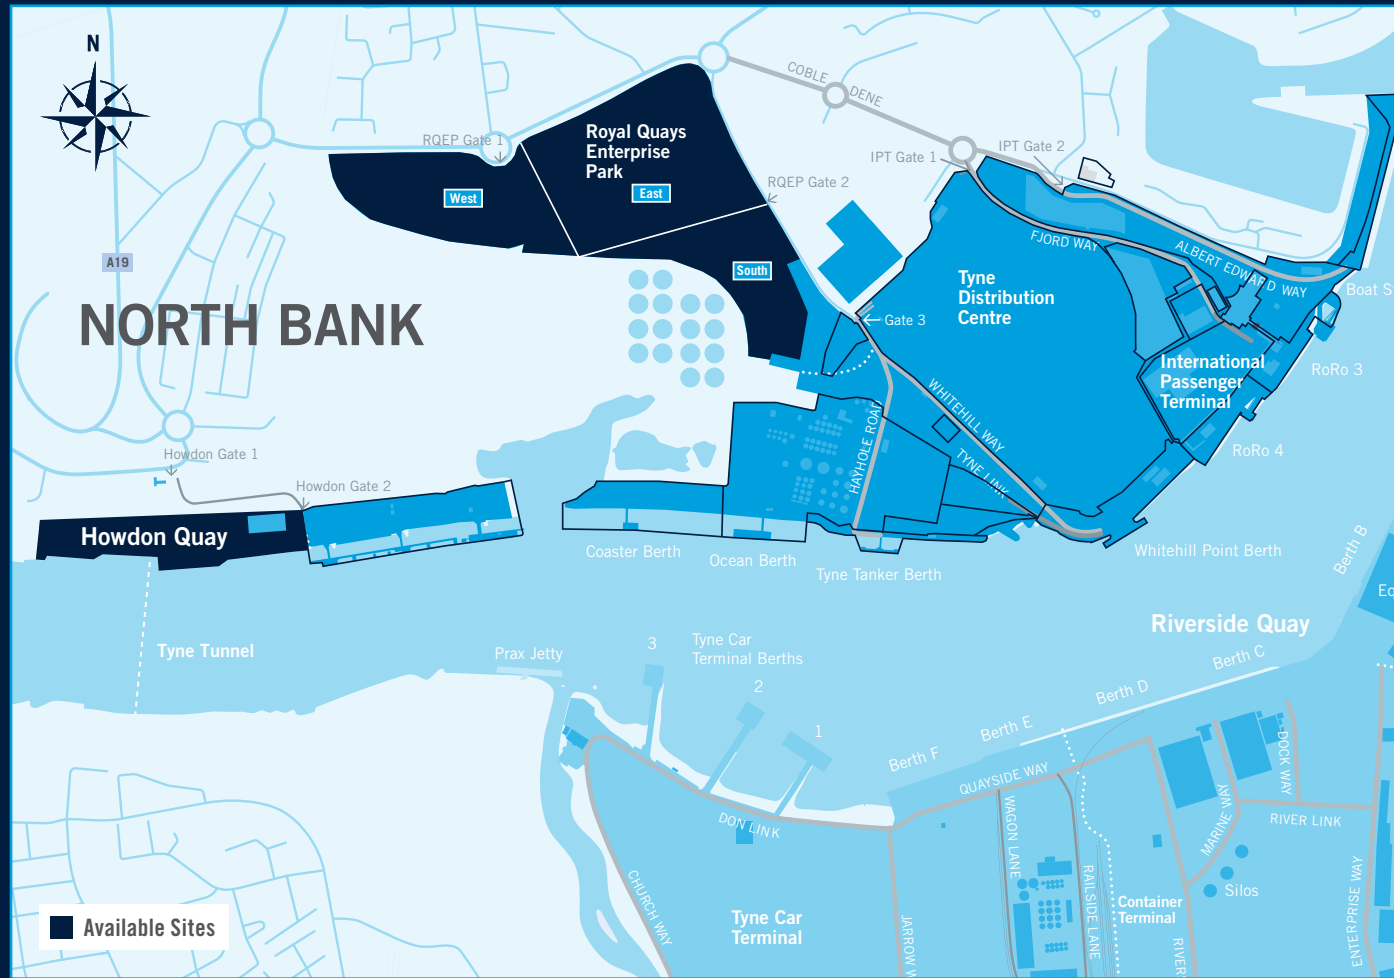 N
COBLE
DENE
RQEP Gate 1
Royal Quays
Enterprise
Park
West
East
South
RQEP Gate 2
IPT Gate 1
IPT Gate 2
A19
NORTH BANK
FJORD WAY
ALBERT EDWARD WAY
Tyne
Distribution
Centre
Gate 3
International
Passenger
Terminal
RoRo 3
RoRo 4
Boat S
WHITEHILL WAY
TYNE LINK
HAYHOLE ROAD
Howdon Gate 1
Howdon Gate 2
Howdon Quay
Coaster Berth
Ocean Berth
Tyne Tanker Berth
Whitehill Point Berth
Berth B
Eq
Tyne Tunnel
Prax Jetty
3
Tyne Car
Terminal Berths
2
1
Riverside Quay
Berth C
Berth D
Berth E
Berth F
QUAYSIDE WAY
DON LINK
CHURCH WAY
Tyne Car
Terminal
JARROW W
WAGON LANE
RAILSIDE LANE
Container
Terminal
RIVER
MARINE WAY
DOCK WAY
RIVER LINK
Silos
ENTERPRISE WAY
Available Sites